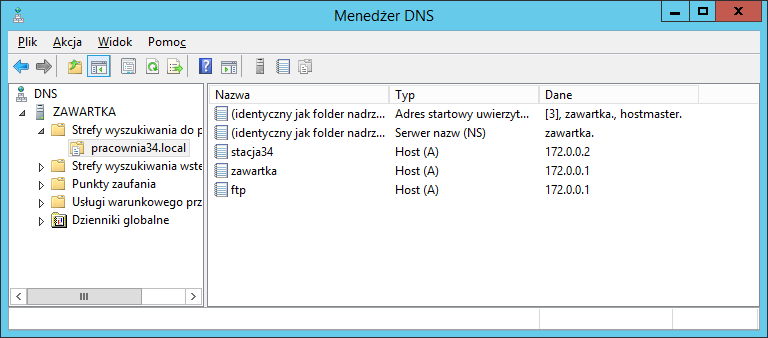 Menedżer DNS
Plik Akcja Widok Pomoc
DNS
ZAWARTKA
Strefy wyszukiwania do p
pracownia34.local
Strefy wyszukiwania wste
Punkty zaufania
Usługi warunkowego prz
Dzienniki globalne
Nazwa Typ Dane
(identyczny jak folder nadrz... Adres startowy uwierzyt... [3], zawartka., hostmaster.
(identyczny jak folder nadrz... Serwer nazw (NS) zawartka.
stacja34 Host (A) 172.0.0.2
zawartka Host (A) 172.0.0.1
ftp Host (A) 172.0.0.1